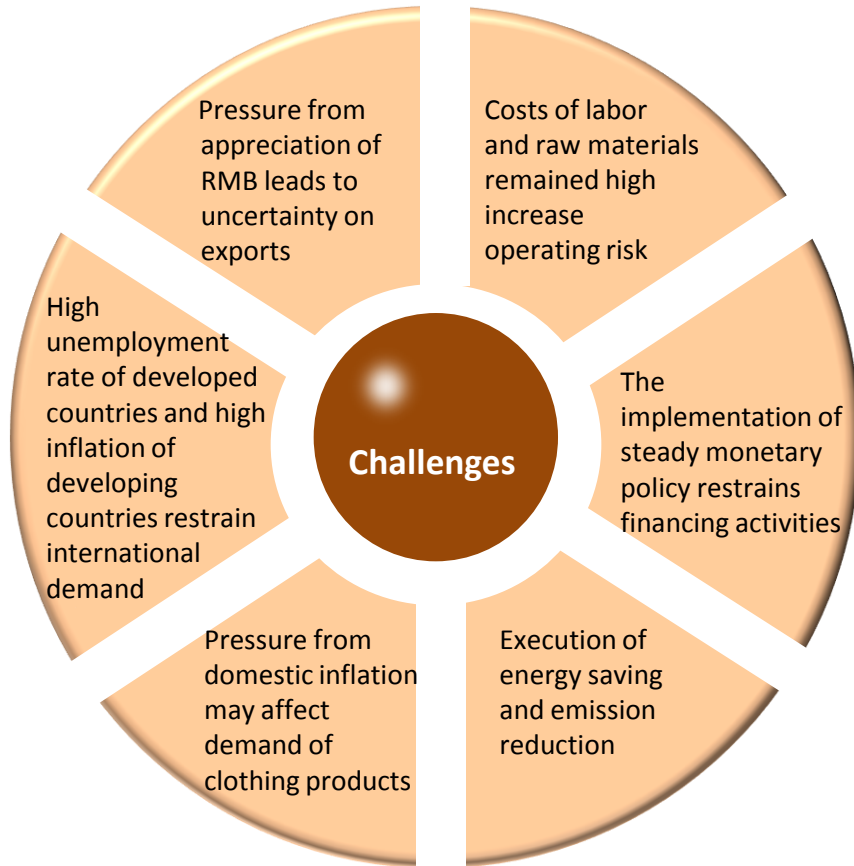 Pressure from
appreciation of
RMB leads to
uncertainty on
exports
Costs of labor
and raw materials
remained high
increase
operating risk
High
unemployment
rate of developed
countries and high
inflation of
developing
countries restrain
international
demand
Challenges
The
implementation of
steady monetary
policy restrains
financing activities
Pressure from
domestic inflation
may affect
demand of
clothing products
Execution of
energy saving
and emission
reduction